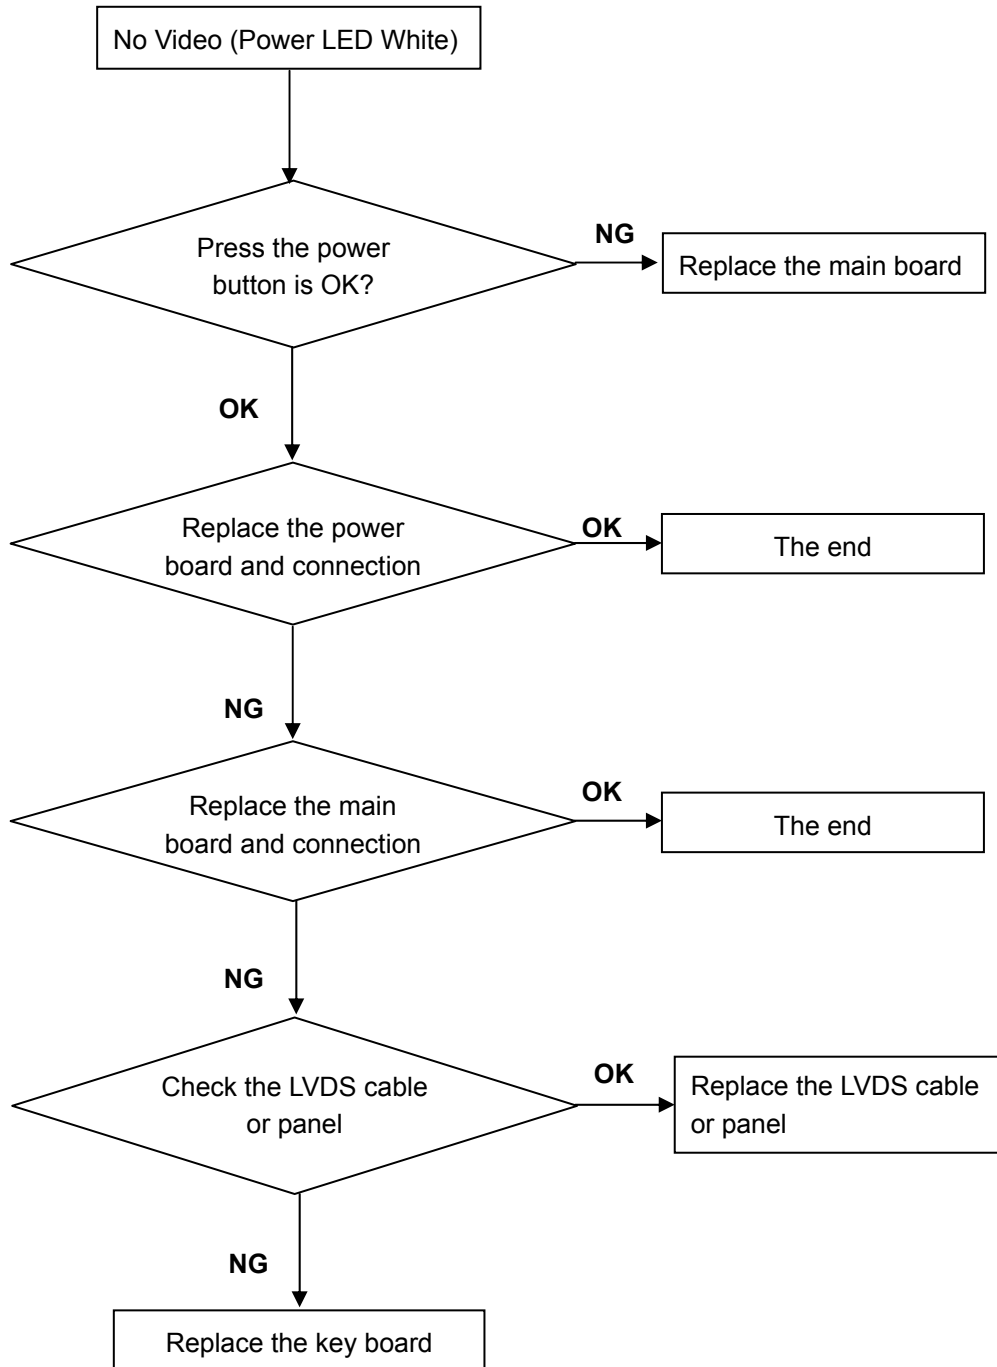 No Video (Power LED White)
Press the power
button is OK?
NG
Replace the main board
OK
Replace the power
board and connection
OK
The end
NG
Replace the main
board and connection
OK
The end
NG
Check the LVDS cable
or panel
OK
Replace the LVDS cable
or panel
NG
Replace the key board